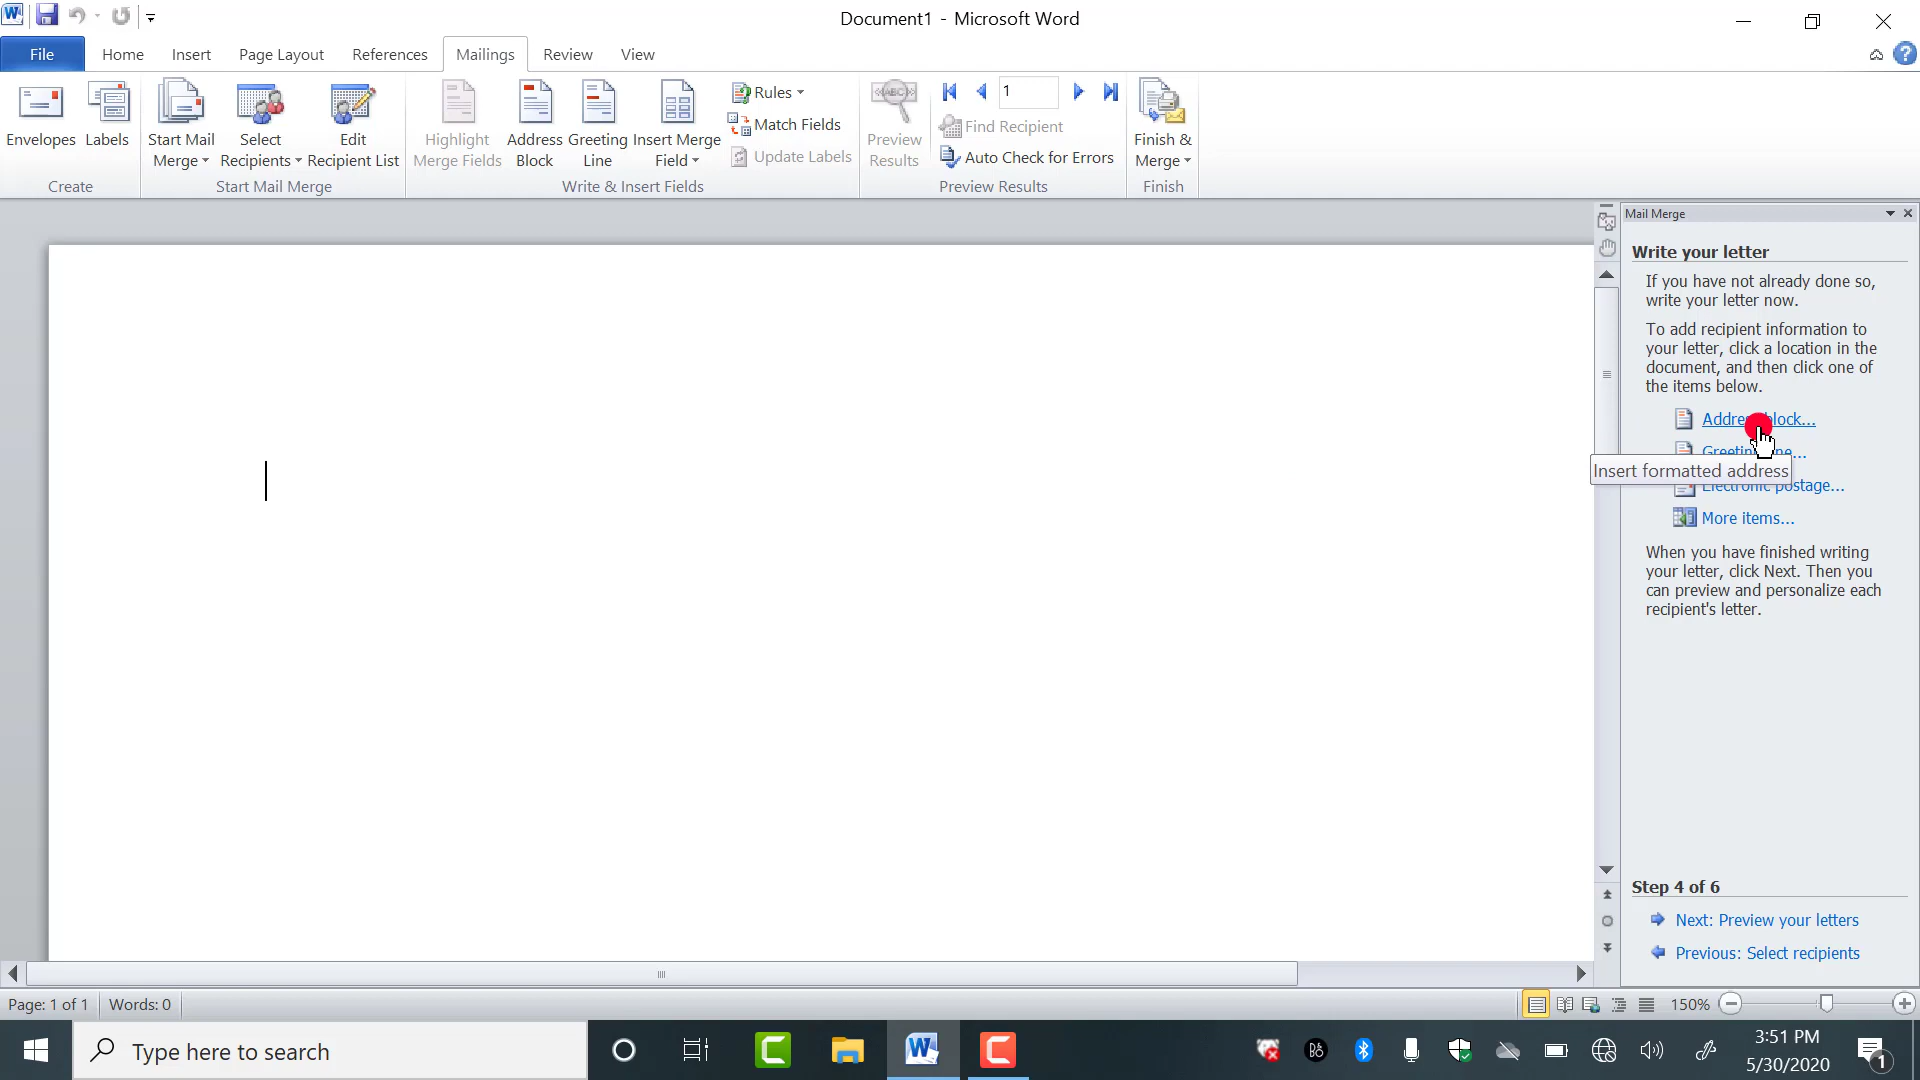 Document1 - Microsoft Word
File Home Insert Page Layout References Mailings Review View
Envelopes
Labels
Create
Start Mail
Merge
Select
Recipients
Edit
Recipient List
Start Mail Merge
Highlight
Merge Fields
Address
Block
Greeting
Line
Insert Merge
Field
Rules
Match Fields
Update Labels
Write & Insert Fields
ABC
Preview
Results
1
Find Recipient
Auto Check for Errors
Preview Results
Finish &
Merge
Finish
Mail Merge
Write your letter
If you have not already done so,
write your letter now.
To add recipient information to
your letter, click a location in the
document, and then click one of
the items below.
block...
Insert formatted address
Electronic postage...
More items...
When you have finished writing
your letter, click Next. Then you
can preview and personalize each
recipient's letter.
Step 4 of 6
Next: Preview your letters
Previous: Select recipients
Page: 1 of 1
Words: 0
150%
Type here to search
3:51 PM
5/30/2020
1